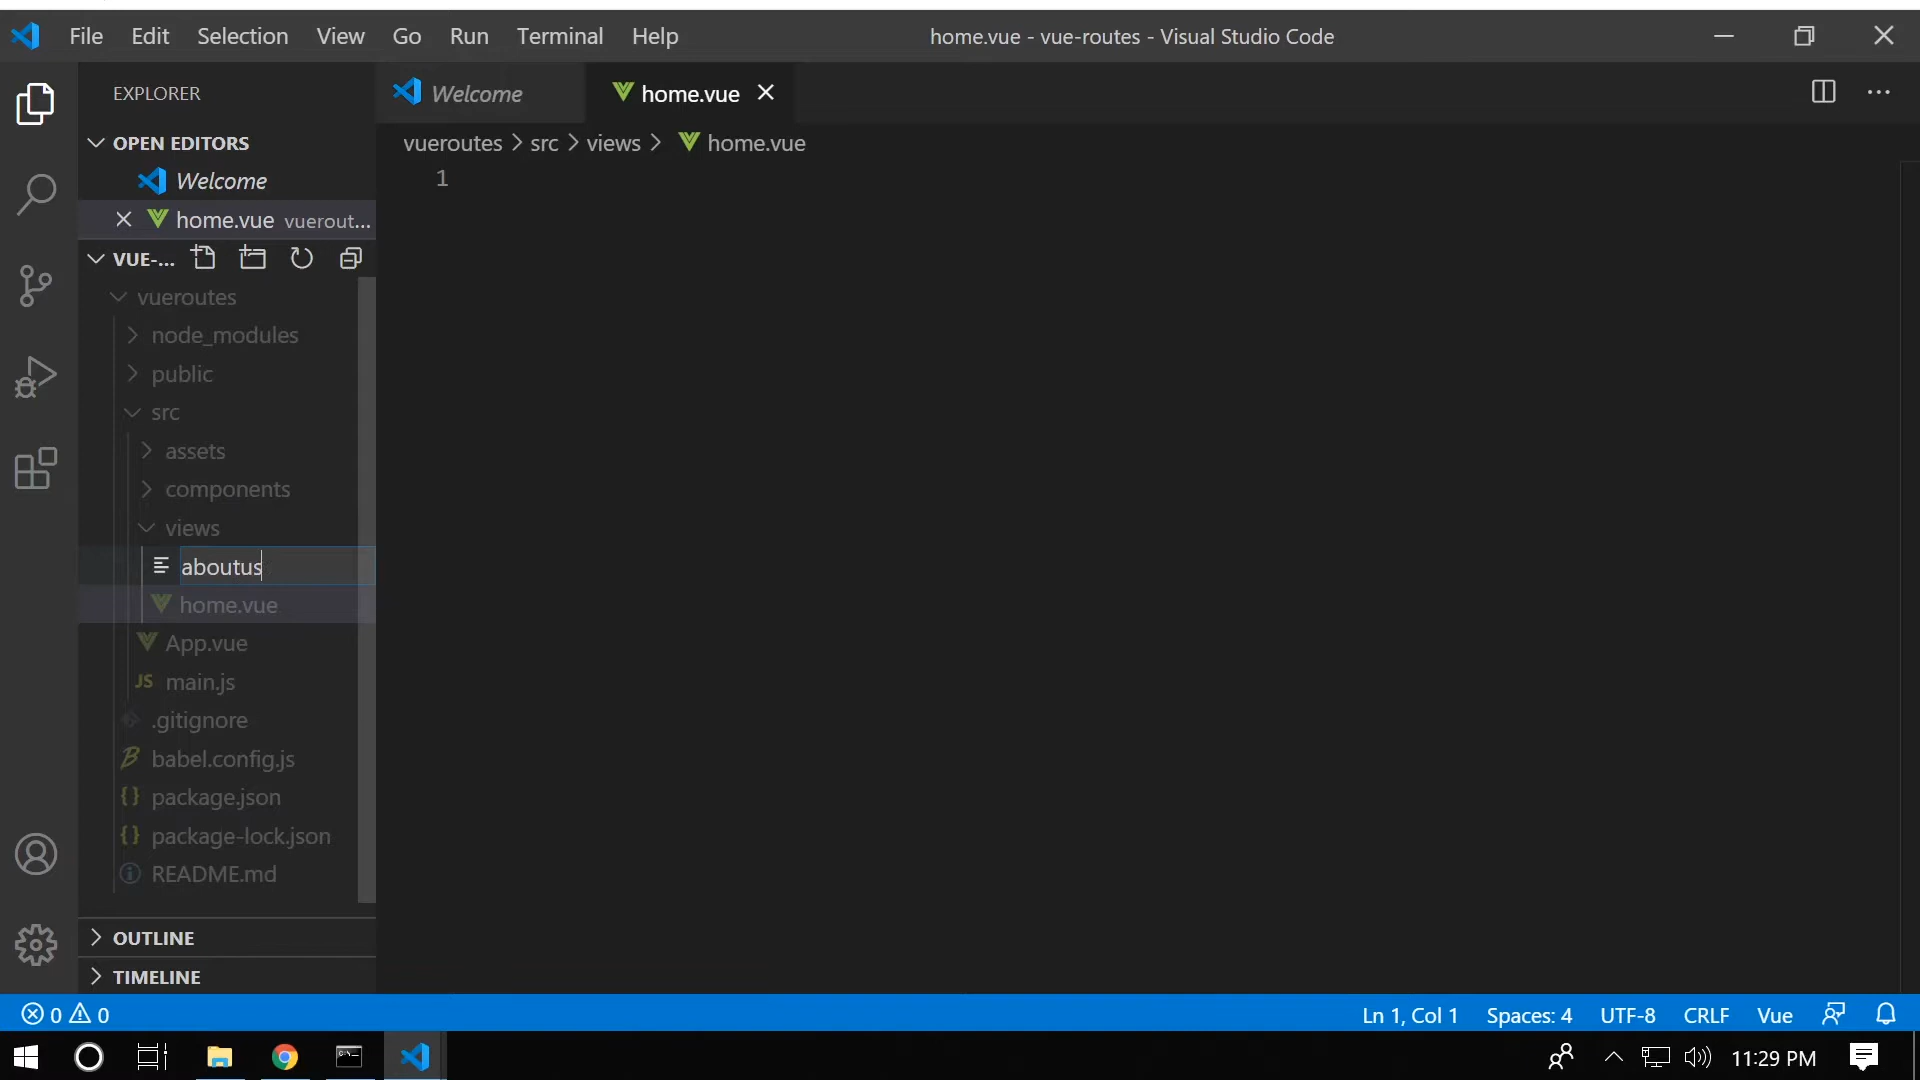 File Edit Selection View Go Run Terminal Help
home.vue - vue-routes - Visual Studio Code
EXPLORER
Welcome
home.vue
OPEN EDITORS
Welcome
home.vue vuerout...
VUE-...
vueroutes
node_modules
public
src
assets
components
views
aboutus
home.vue
App.vue
JS main.js
.gitignore
babel.config.js
{} package.json
{} package-lock.json
README.md
OUTLINE
TIMELINE
vueroutes > src > views > home.vue
1
0 0
Ln 1, Col 1 Spaces: 4 UTF-8 CRLF Vue
11:29 PM